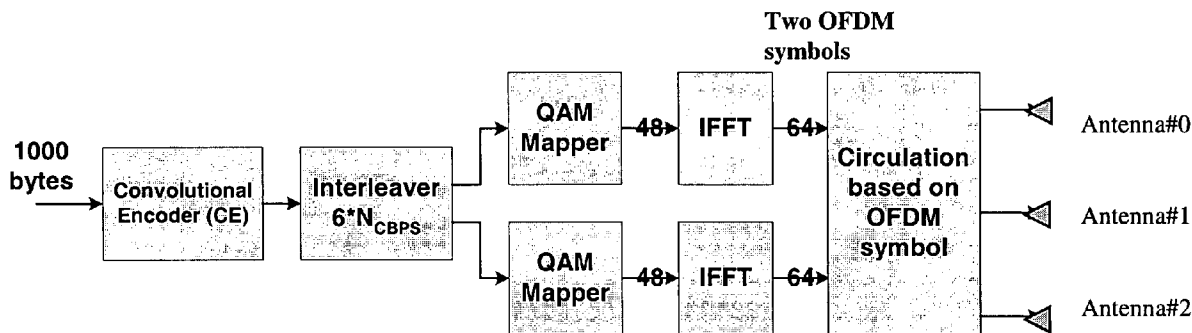 Two OFDM
symbols
1000
bytes
Convolutional
Encoder (CE)
Interleaver
6*N_CBPS
QAM
Mapper
48
IFFT
64
QAM
Mapper
48
IFFT
64
Circulation
based on
OFDM
symbol
Antenna#0
Antenna#1
Antenna#2